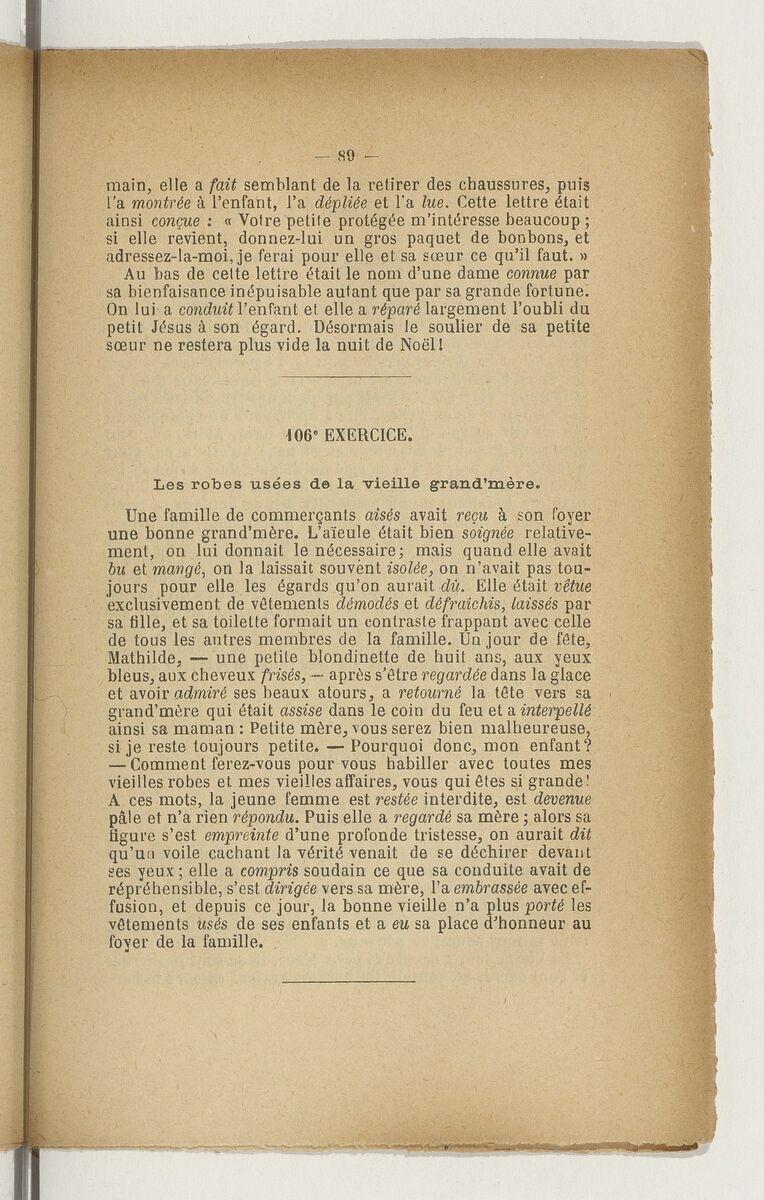 — 89 —
main, elle a fait semblant de la retirer des chaussures, puis
l'a montrée à l'enfant, l'a dépliée et l'a lue. Cette lettre était
ainsi conçue : « Votre petite protégée m'intéresse beaucoup ;
si elle revient, donnez-lui un gros paquet de bonbons, et
adressez-la-moi, je ferai pour elle et sa sœur ce qu'il faut. »
Au bas de cette lettre était le nom d'une dame connue par
sa bienfaisance inépuisable autant que par sa grande fortune.
On lui a conduit l'enfant et elle a réparé largement l'oubli du
petit Jésus à son égard. Désormais le soulier de sa petite
sœur ne restera plus vide la nuit de Noël!
106e EXERCICE.
Les robes usées de la vieille grand'mère.
Une famille de commerçants aisés avait reçu à son foyer
une bonne grand'mère. L'aïeule était bien soignée relative-
ment, on lui donnait le nécessaire; mais quand elle avait
bu et mangé, on la laissait souvent isolée, on n'avait pas tou-
jours pour elle les égards qu'on aurait dû. Elle était vêtue
exclusivement de vêtements démodés et défraichis, laissés par
sa fille, et sa toilette formait un contraste frappant avec celle
de tous les autres membres de la famille. Un jour de fête,
Mathilde, — une petite blondinette de huit ans, aux yeux
bleus, aux cheveux frisés, — après s'être regardée dans la glace
et avoir admiré ses beaux atours, a retourné la tête vers sa
grand'mère qui était assise dans le coin du feu et a interpellé
ainsi sa maman : Petite mère, vous serez bien malheureuse,
si je reste toujours petite. — Pourquoi donc, mon enfant?
— Comment ferez-vous pour vous habiller avec toutes mes
vieilles robes et mes vieilles affaires, vous qui êtes si grande!
A ces mots, la jeune femme est restée interdite, est devenue
pâle et n'a rien répondu. Puis elle a regardé sa mère ; alors sa
figure s'est empreinte d'une profonde tristesse, on aurait dit
qu'un voile cachant la vérité venait de se déchirer devant
ses yeux ; elle a compris soudain ce que sa conduite avait de
répréhensible, s'est dirigée vers sa mère, l'a embrassée avec ef-
fusion, et depuis ce jour, la bonne vieille n'a plus porté les
vêtements usés de ses enfants et a eu sa place d'honneur au
foyer de la famille.